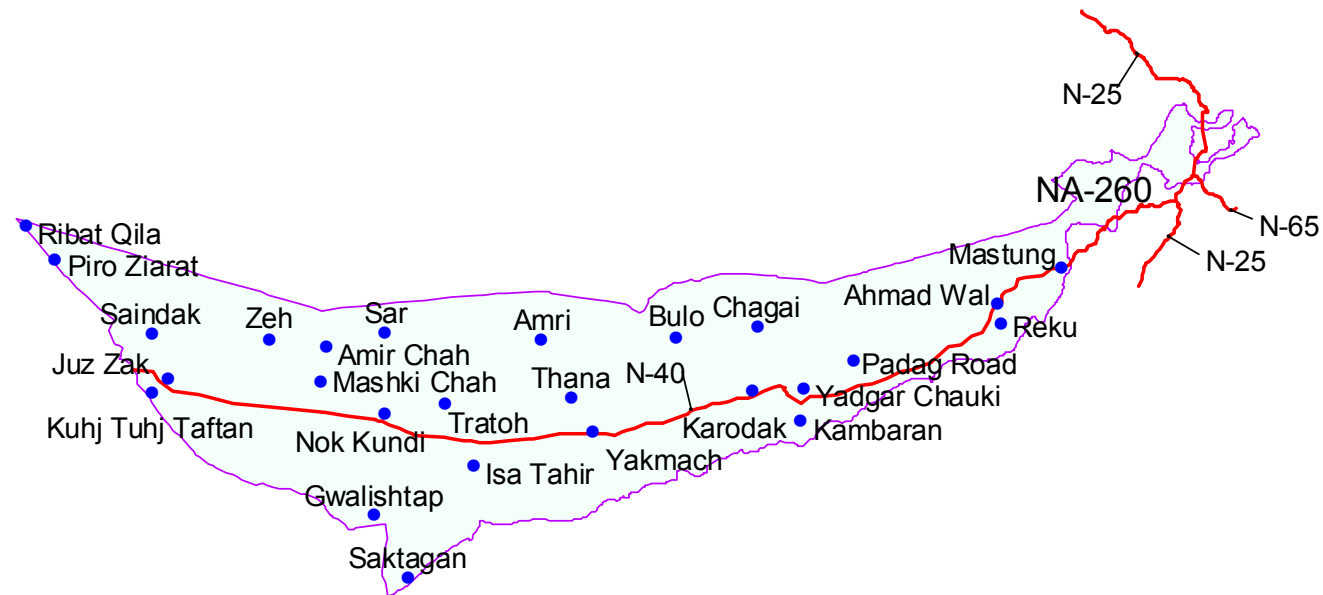 N-25
NA-260
N-65
Ribat Qila
Mastung
N-25
Piro Ziarat
Ahmad Wal
Saindak
Zeh
Sar
Amri
Bulo
Chagai
Reku
Juz Zak
Amir Chah
Padag Road
Mashki Chah
Thana
N-40
Yadgar Chauki
Kuhj Tuhj Taftan
Nok Kundi
Tratoh
Karodak
Kambaran
Isa Tahir
Yakmach
Gwalishtap
Saktagan